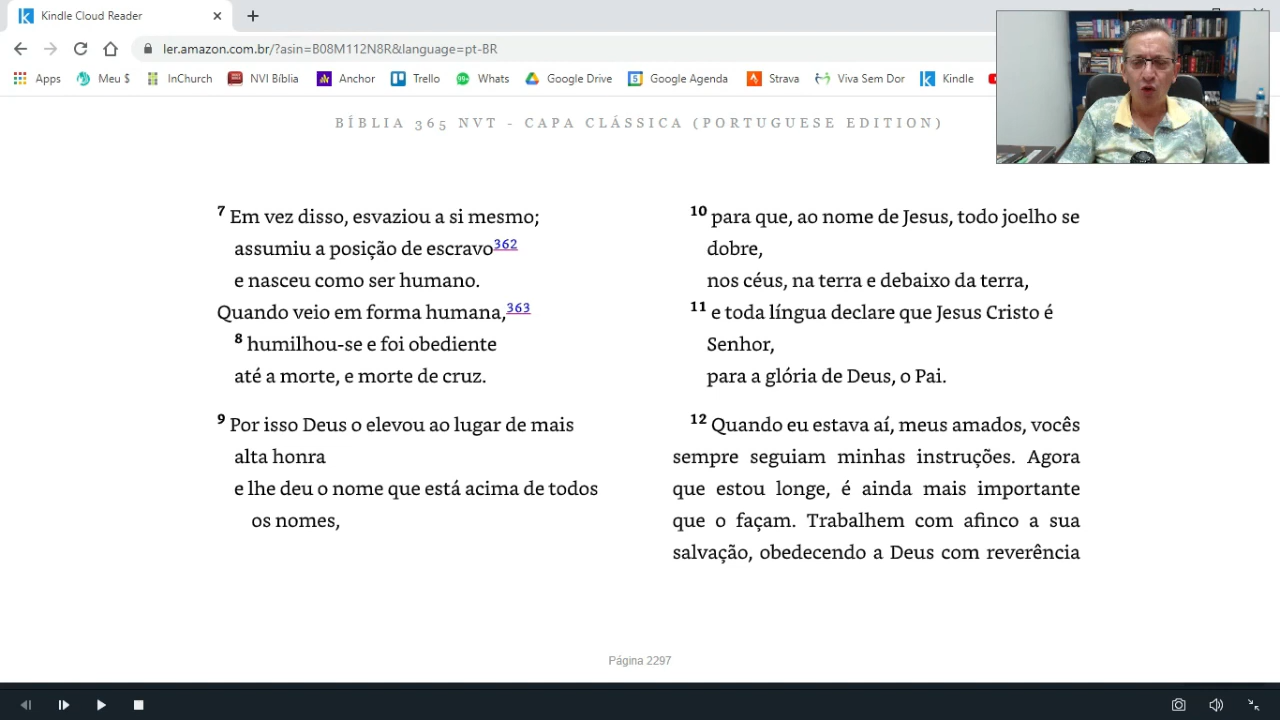 Kindle Cloud Reader
ler.amazon.com.br/?asin=B08M112N8R&language=pt-BR
Apps Meu $ InChurch NVI Bíblia Anchor Trello Whats Google Drive Google Agenda Strava Viva Sem Dor Kindle
BÍBLIA 365 NVT - CAPA CLÁSSICA (PORTUGUESE EDITION)
7 Em vez disso, esvaziou a si mesmo;
assumiu a posição de escravo362
e nasceu como ser humano.
Quando veio em forma humana,363
8 humilhou-se e foi obediente
até a morte, e morte de cruz.
9 Por isso Deus o elevou ao lugar de mais
alta honra
e lhe deu o nome que está acima de todos
os nomes,
10 para que, ao nome de Jesus, todo joelho se
dobre,
nos céus, na terra e debaixo da terra,
11 e toda língua declare que Jesus Cristo é
Senhor,
para a glória de Deus, o Pai.
12 Quando eu estava aí, meus amados, vocês
sempre seguiam minhas instruções. Agora
que estou longe, é ainda mais importante
que o façam. Trabalhem com afinco a sua
salvação, obedecendo a Deus com reverência
Página 2297